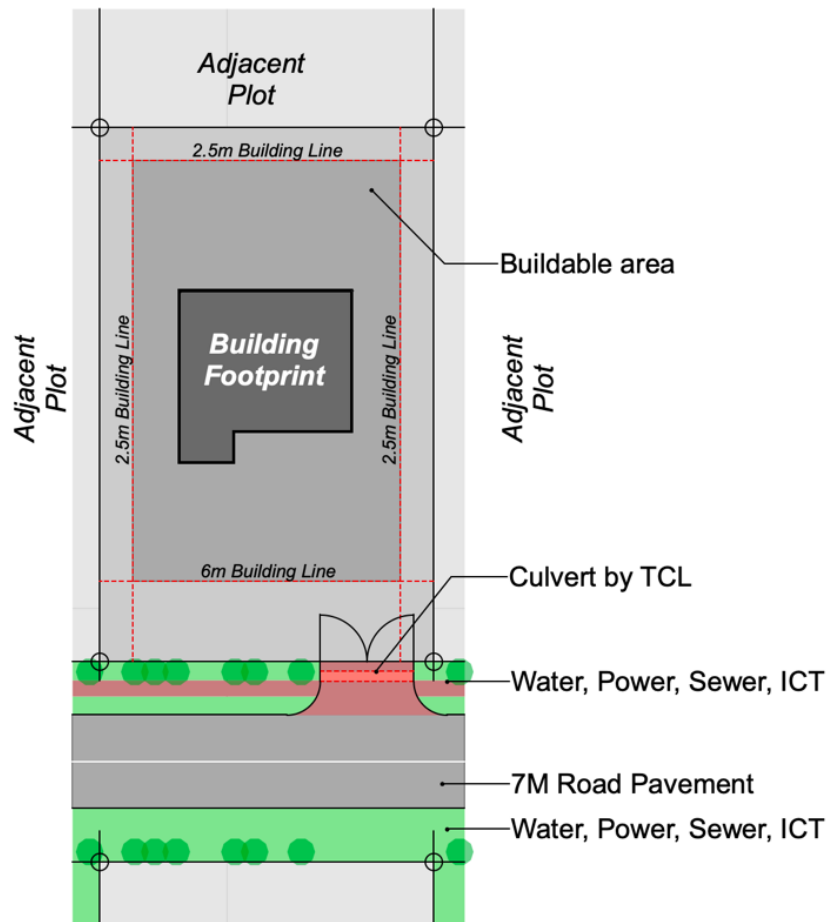 Adjacent
Plot
2.5m Building Line
Buildable area
Building
Footprint
2.5m Building Line
2.5m Building Line
Adjacent
Plot
Adjacent
Plot
6m Building Line
Culvert by TCL
Water, Power, Sewer, ICT
7M Road Pavement
Water, Power, Sewer, ICT